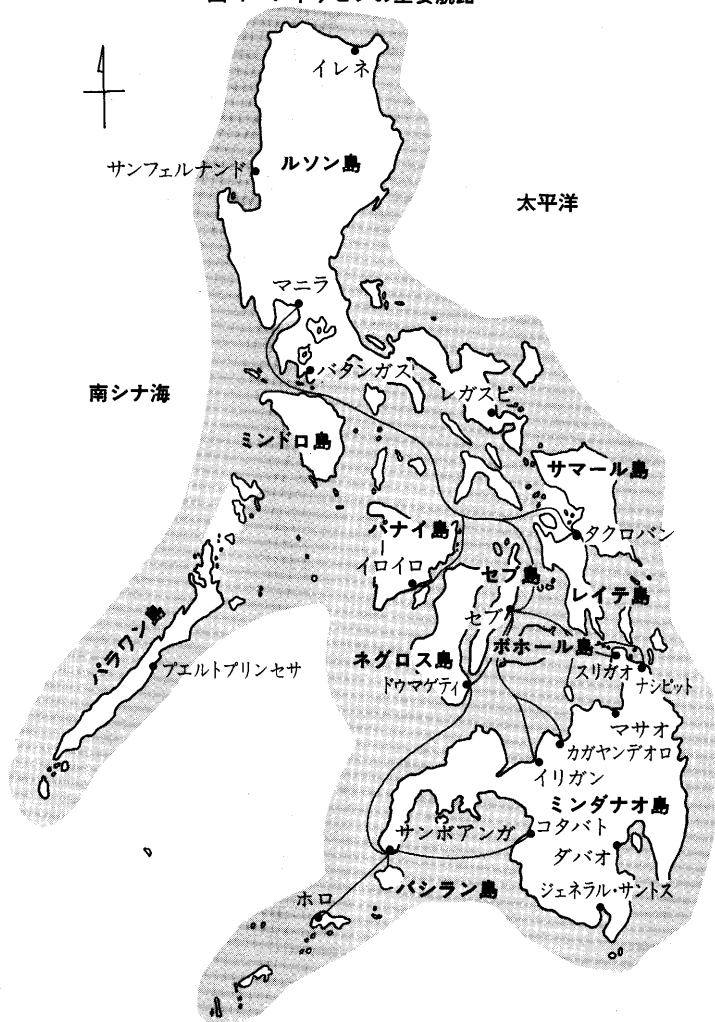 の主要航路
イレネ
サンフェルナンド
ルソン島
太平洋
マニラ
バタンガス
南シナ海
レガスピ
ミンドロ島
サマール島
パナイ島
タクロバン
イロイロ
セブ島
レイテ島
セブ
パラワン島
ボホール島
ネグロス島
プエルトプリンセサ
ドウマゲティ
スリガオ
ナシピット
マサオ
カガヤンデオロ
イリガン
ミンダナオ島
サンボアンガ
コタバト
ダバオ
バシラン島
ジェネラル・サントス
ホロ